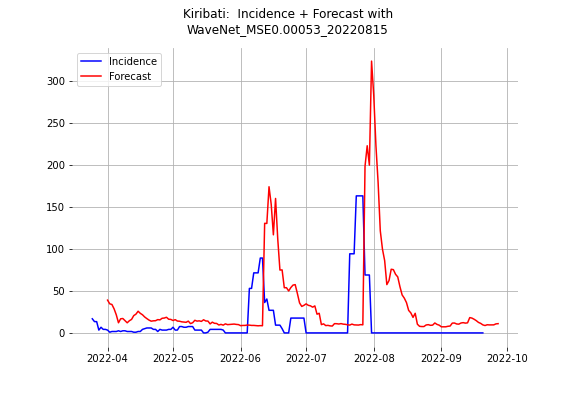 Kiribati:  Incidence + Forecast with
WaveNet_MSE0.00053_20220815
Incidence
Forecast
300
250
200
150
100
50
0
2022-04 2022-05 2022-06 2022-07 2022-08 2022-09 2022-10